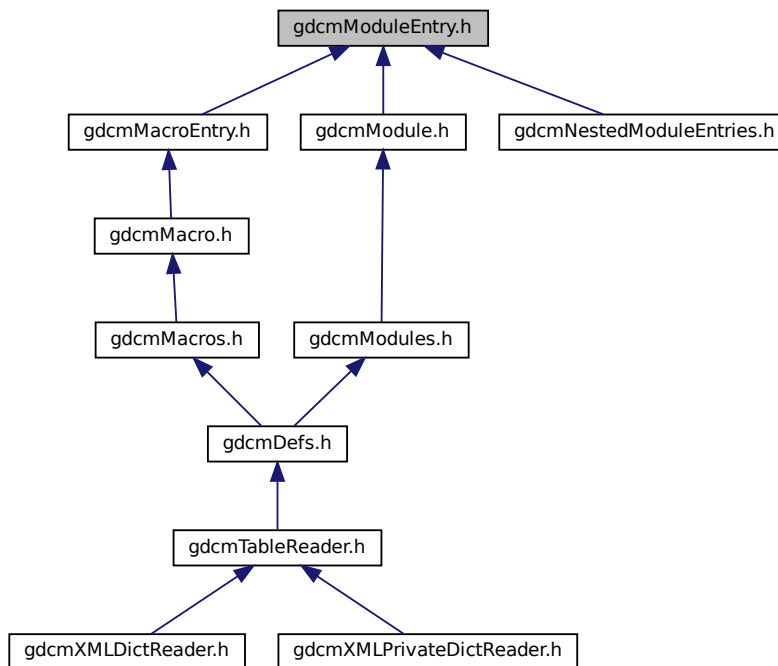 gdcmModuleEntry.h
gdcmMacroEntry.h
gdcmModule.h
gdcmNestedModuleEntries.h
gdcmMacro.h
gdcmMacros.h
gdcmModules.h
gdcmDefs.h
gdcmTableReader.h
gdcmXMLDictReader.h
gdcmXMLPrivateDictReader.h